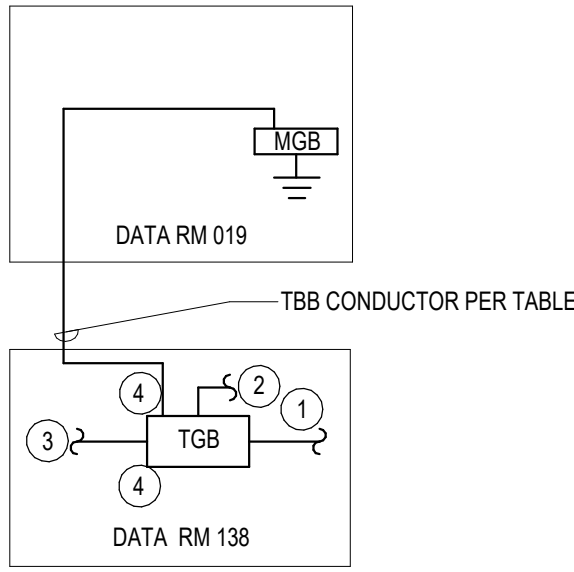 MGB
DATA RM 019
TBB CONDUCTOR PER TABLE
4
2
1
3
TGB
4
DATA RM 138